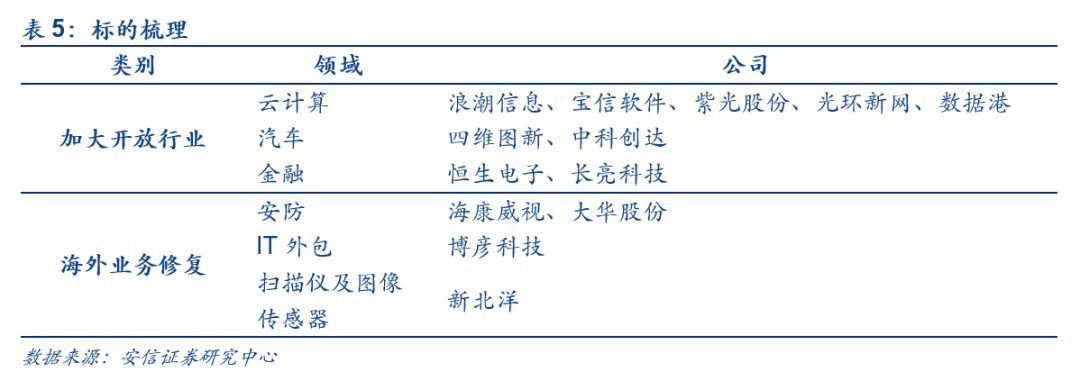 表 5：标的梳理
类别 领域 公司
云计算 浪潮信息、宝信软件、紫光股份、光环新网、数据港
加大开放行业 汽车 四维图新、中科创达
金融 恒生电子、长亮科技
安防 海康威视、大华股份
IT 外包 博彦科技
海外业务修复
扫描仪及图像
传感器
新北洋
数据来源：安信证券研究中心